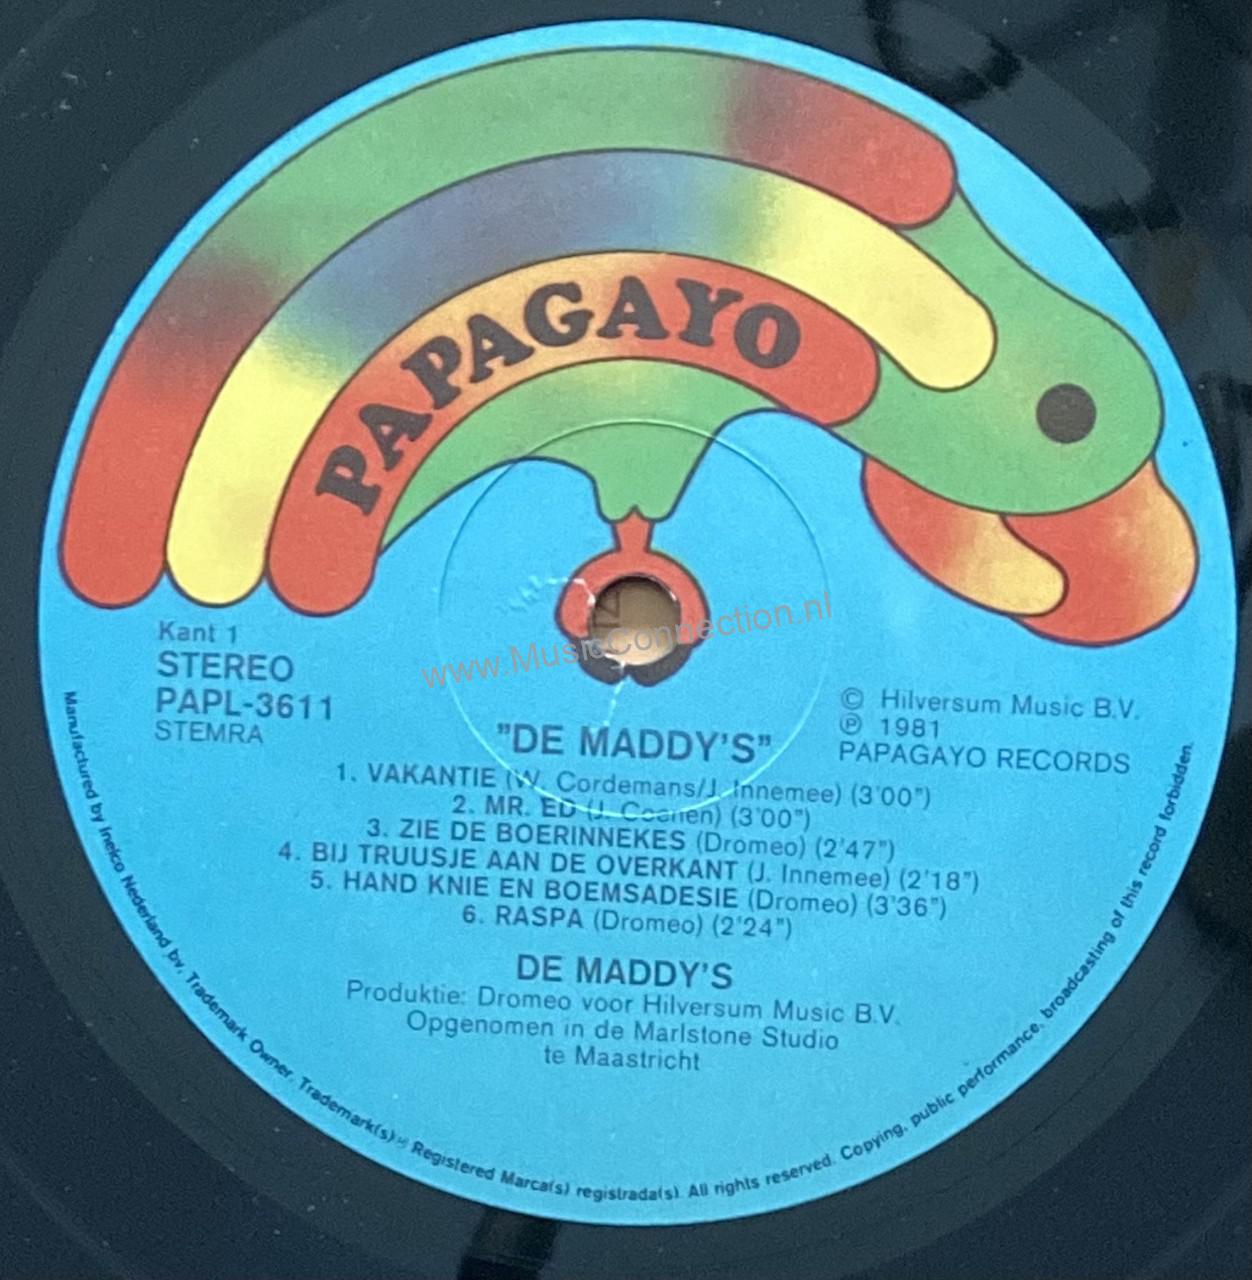 PAPAGAYO
Kant 1
STEREO
PAPL-3611
STEMRA
© Hilversum Music B.V.
℗ 1981
PAPAGAYO RECORDS
www.MusicConnection.nl
"DE MADDY'S"
1. VAKANTIE (W. Cordemans/J. Innemee) (3'00")
2. MR. ED (J. Coenen) (3'00")
3. ZIE DE BOERINNEKES (Dromeo) (2'47")
4. BIJ TRUUSJE AAN DE OVERKANT (J. Innemee) (2'18")
5. HAND KNIE EN BOEMSADESIE (Dromeo) (3'36")
6. RASPA (Dromeo) (2'24")
DE MADDY'S
Produktie: Dromeo voor Hilversum Music B.V.
Opgenomen in de Marlstone Studio
te Maastricht
Manufactured by Inelco Nederland bv. Trademark Owner. Trademark(s) Registered Marca(s) registrada(s). All rights reserved. Copying, public performance, broadcasting of this record forbidden.